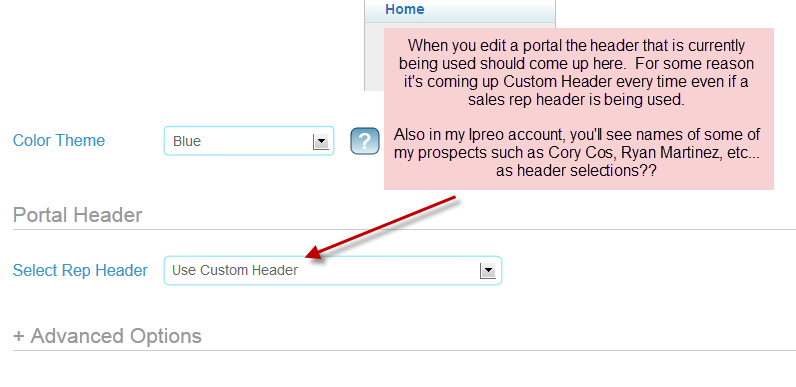 Home
When you edit a portal the header that is currently
being used should come up here.  For some reason
it's coming up Custom Header every time even if a
sales rep header is being used.
Also in my Ipreo account, you'll see names of some of
my prospects such as Cory Cos, Ryan Martinez, etc...
as header selections??
Color Theme
Blue
?
Portal Header
Select Rep Header
Use Custom Header
+ Advanced Options